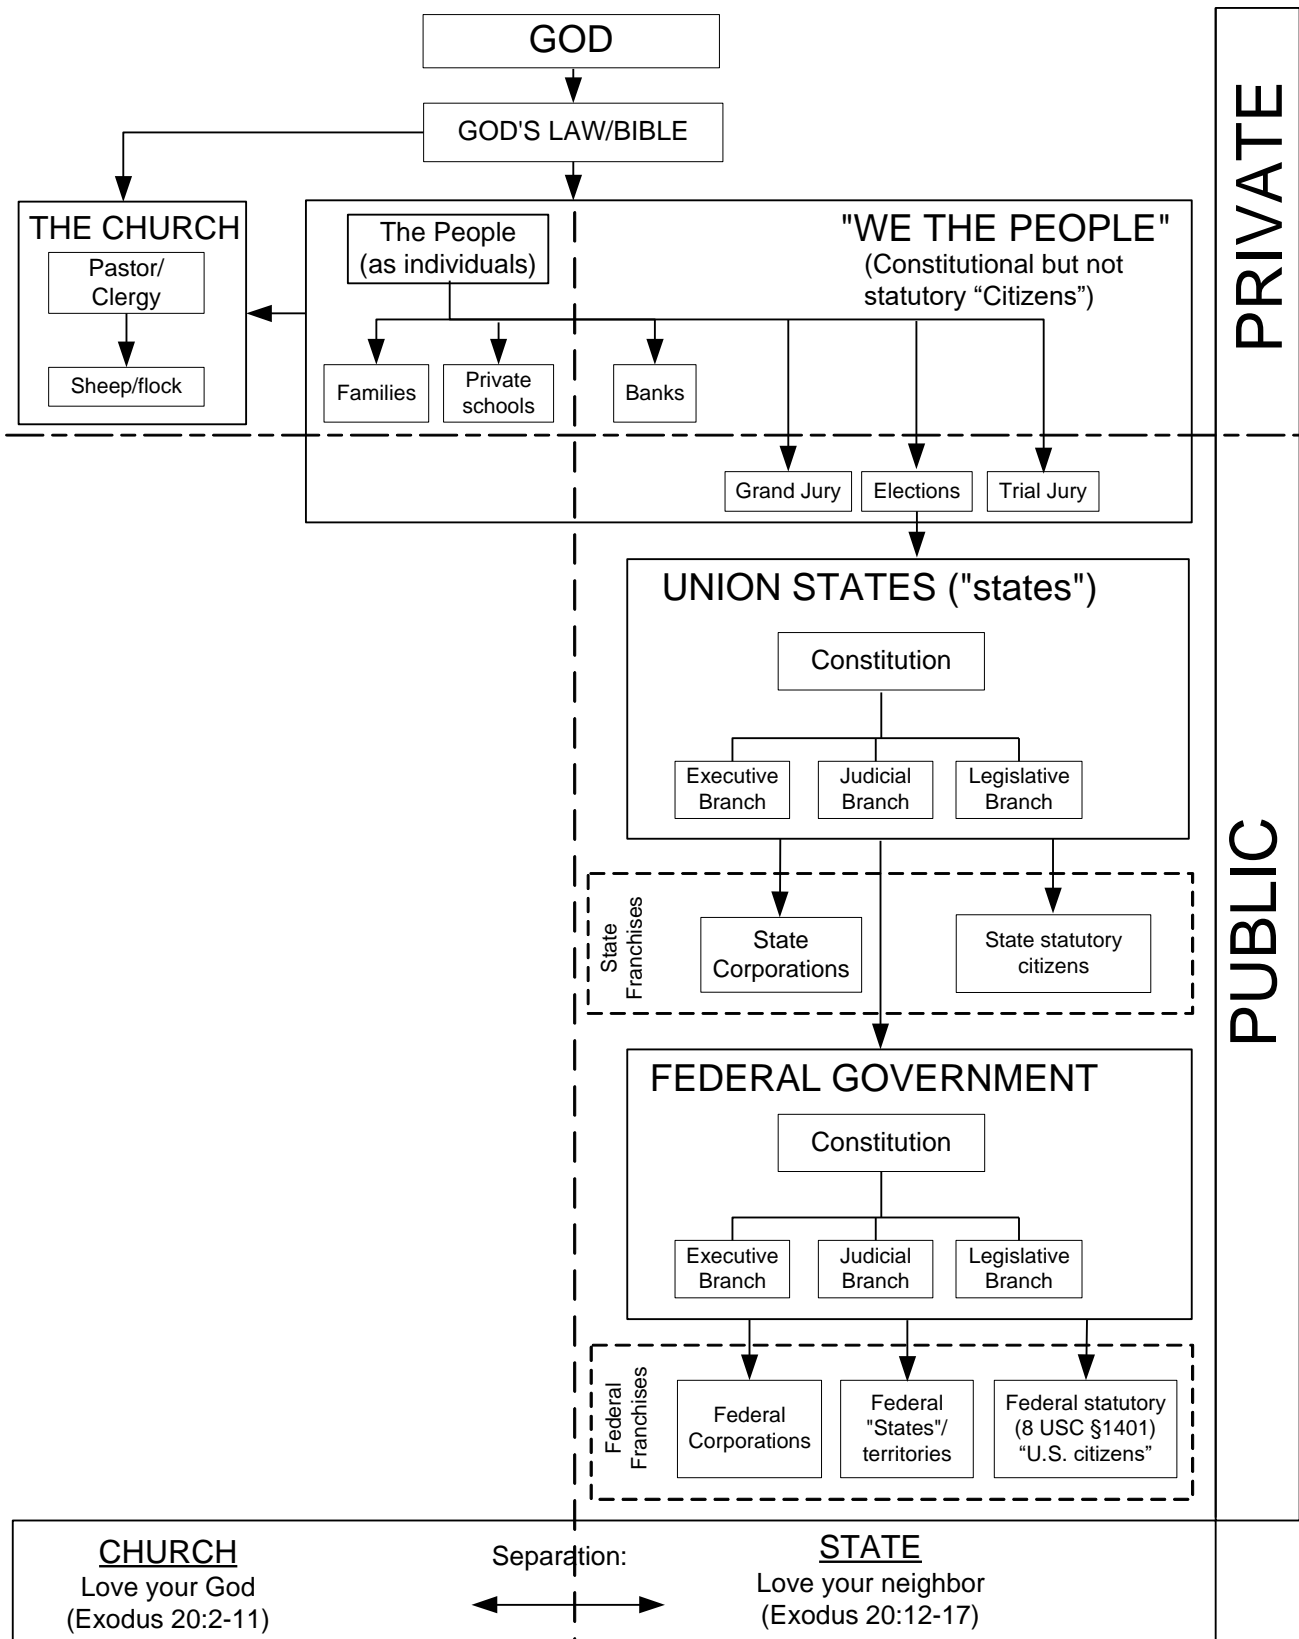 GOD
GOD'S LAW/BIBLE
PRIVATE
THE CHURCH
Pastor/
Clergy
Sheep/flock
The People
(as individuals)
"WE THE PEOPLE"
(Constitutional but not
statutory “Citizens”)
Families
Private
schools
Banks
Grand Jury
Elections
Trial Jury
PUBLIC
UNION STATES ("states")
Constitution
Executive
Branch
Judicial
Branch
Legislative
Branch
State
Franchises
State
Corporations
State statutory
citizens
FEDERAL GOVERNMENT
Constitution
Executive
Branch
Judicial
Branch
Legislative
Branch
Federal
Franchises
Federal
Corporations
Federal
"States"/
territories
Federal statutory
(8 USC §1401)
“U.S. citizens”
CHURCH
Love your God
(Exodus 20:2-11)
Separation:
STATE
Love your neighbor
(Exodus 20:12-17)